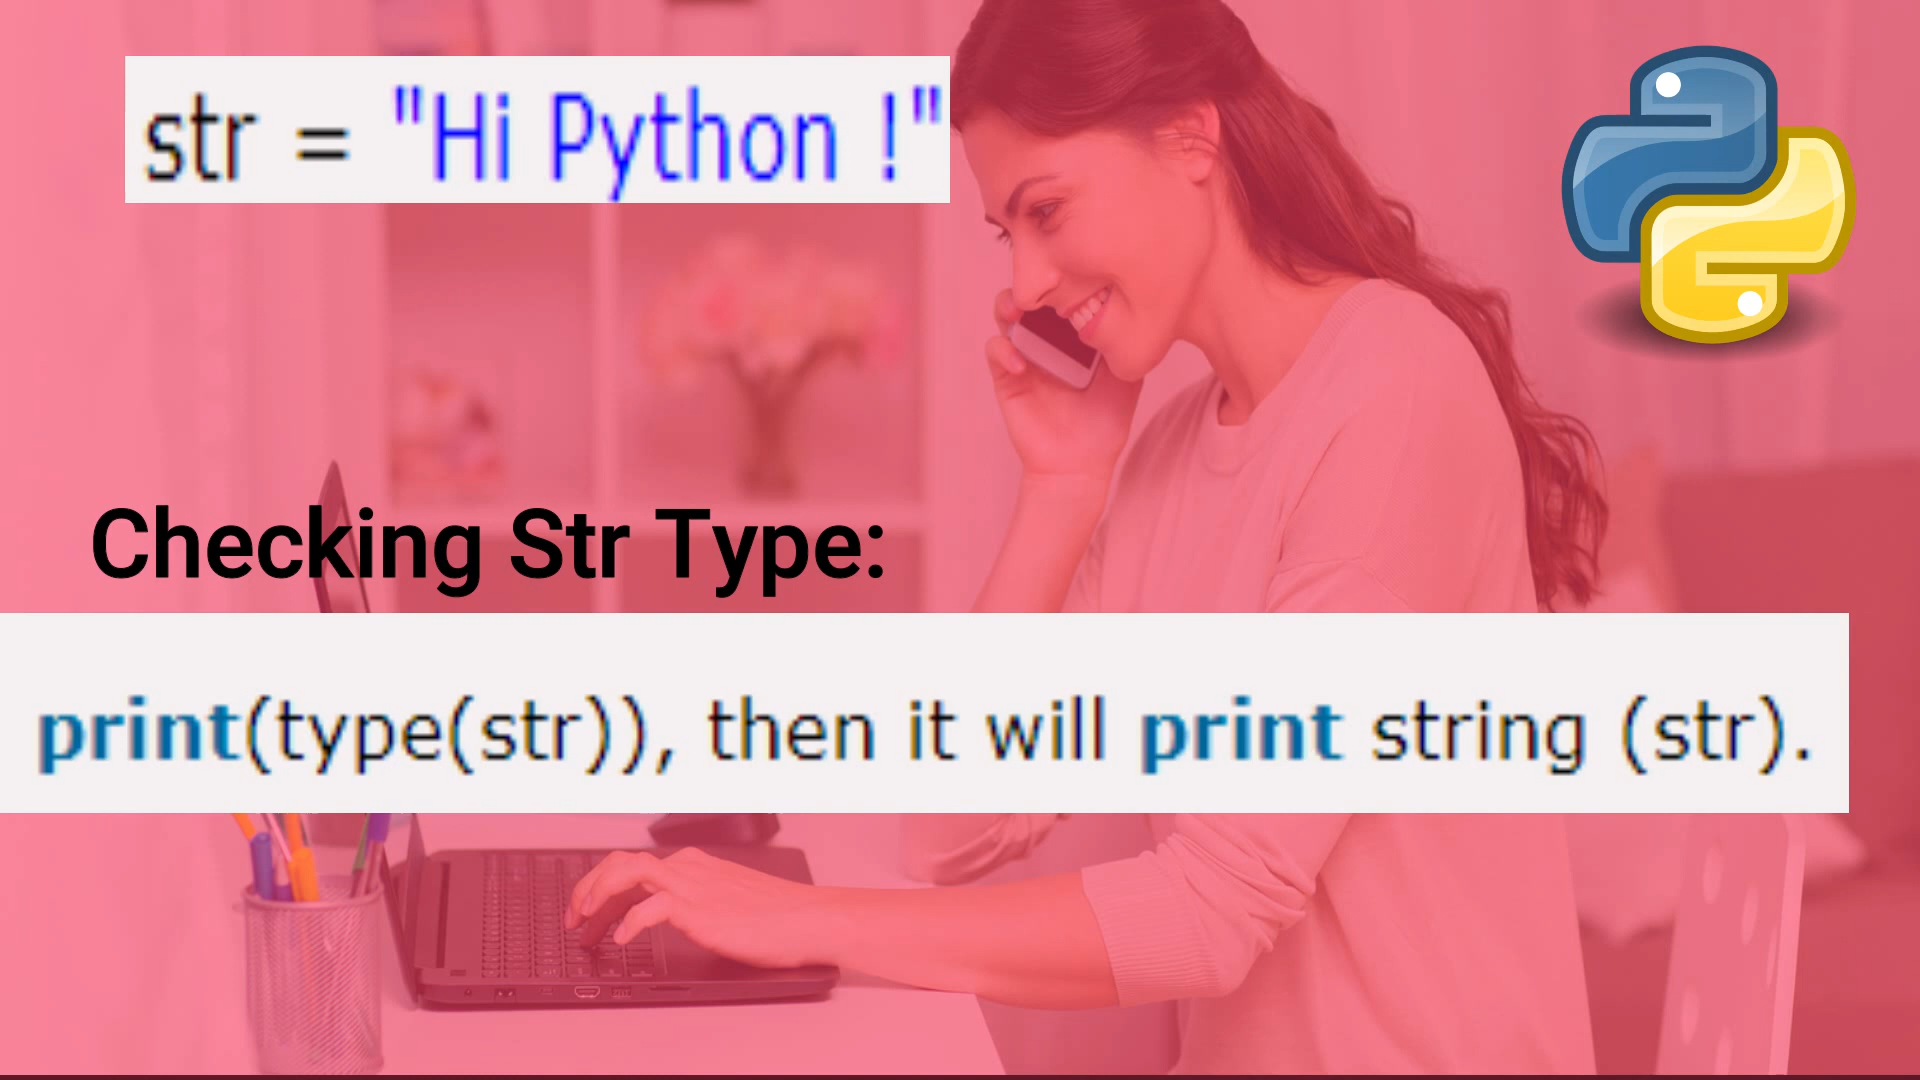 str = "Hi Python !"
Checking Str Type:
print(type(str)), then it will print string (str).